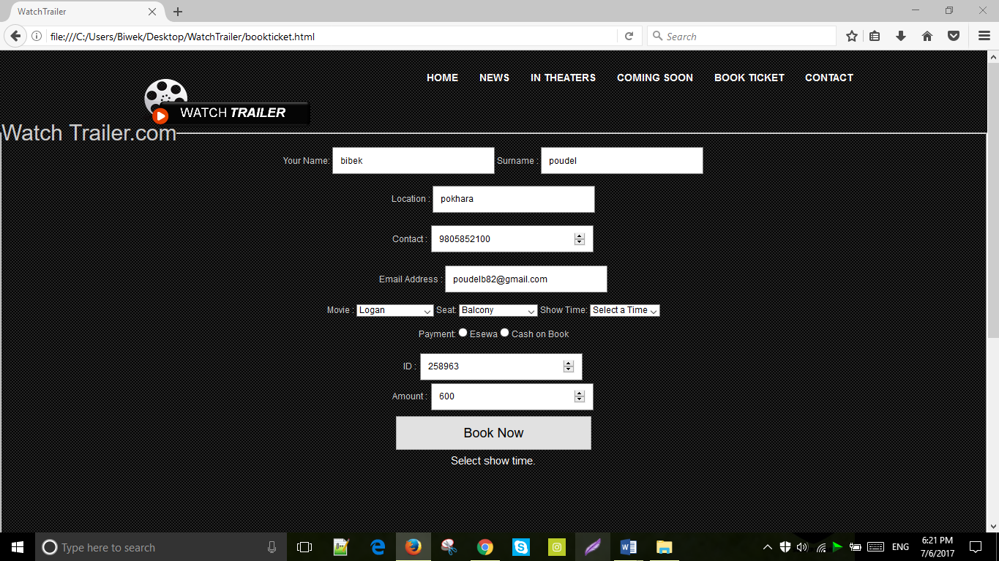 WatchTrailer
file:///C:/Users/Biwek/Desktop/WatchTrailer/bookticket.html
Search
HOME NEWS IN THEATERS COMING SOON BOOK TICKET CONTACT
WATCH TRAILER
Watch Trailer.com
Your Name: bibek Surname : poudel
Location : pokhara
Contact : 9805852100
Email Address : poudelb82@gmail.com
Movie : Logan Seat: Balcony Show Time: Select a Time
Payment: Esewa Cash on Book
ID : 258963
Amount : 600
Book Now
Select show time.
Type here to search
ENG
6:21 PM
7/6/2017